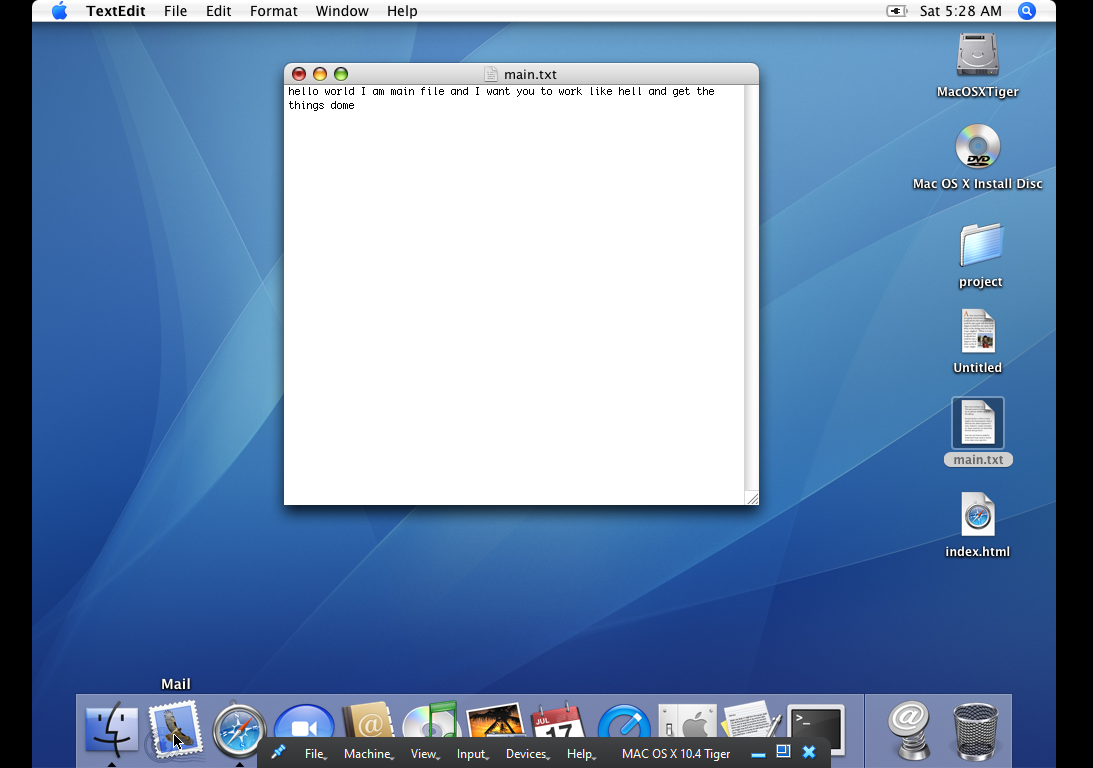 TextEdit File Edit Format Window Help Sat 5:28 AM
main.txt
hello world I am main file and I want you to work like hell and get the
things dome
MacOSXTiger
DVD
Mac OS X Install Disc
project
Untitled
main.txt
index.html
Mail
@
JUL
17
>_
@
File Machine View Input Devices Help MAC OS X 10.4 Tiger